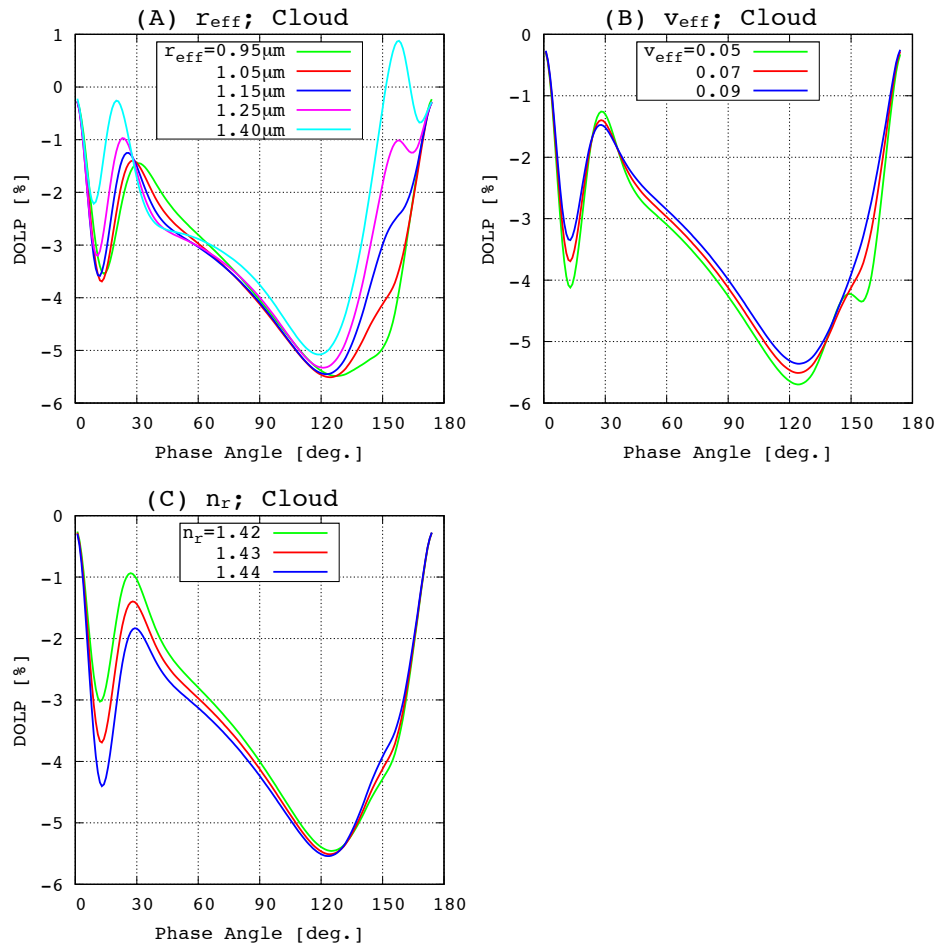 (A) r_eff; Cloud
r_eff=0.95μm
1.05μm
1.15μm
1.25μm
1.40μm
1
0
-1
-2
-3
-4
-5
-6
DOLP [%]
0 30 60 90 120 150 180
Phase Angle [deg.]
(B) v_eff; Cloud
v_eff=0.05
0.07
0.09
0
-1
-2
-3
-4
-5
-6
DOLP [%]
0 30 60 90 120 150 180
Phase Angle [deg.]
(C) n_r; Cloud
n_r=1.42
1.43
1.44
0
-1
-2
-3
-4
-5
-6
DOLP [%]
0 30 60 90 120 150 180
Phase Angle [deg.]